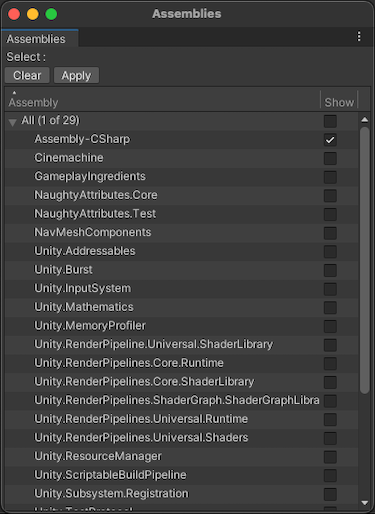 Assemblies
Assemblies
Select :
Clear Apply
Assembly Show
All (1 of 29)
Assembly-CSharp
Cinemachine
GameplayIngredients
NaughtyAttributes.Core
NaughtyAttributes.Test
NavMeshComponents
Unity.Addressables
Unity.Burst
Unity.InputSystem
Unity.Mathematics
Unity.MemoryProfiler
Unity.RenderPipeline.Universal.ShaderLibrary
Unity.RenderPipelines.Core.Runtime
Unity.RenderPipelines.Core.ShaderLibrary
Unity.RenderPipelines.ShaderGraph.ShaderGraphLibra
Unity.RenderPipelines.Universal.Runtime
Unity.RenderPipelines.Universal.Shaders
Unity.ResourceManager
Unity.ScriptableBuildPipeline
Unity.Subsystem.Registration
Unity.TestProtocol